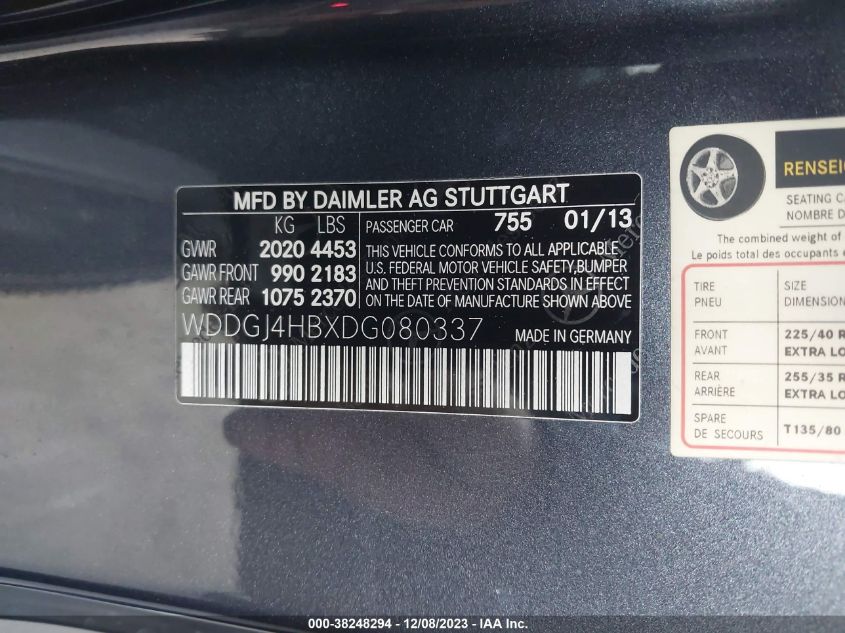 MFD BY DAIMLER AG STUTTGART
KG LBS
PASSENGER CAR 755 01/13
GVWR 2020 4453
GAWR FRONT 990 2183
GAWR REAR 1075 2370
THIS VEHICLE CONFORMS TO ALL APPLICABLE
U.S. FEDERAL MOTOR VEHICLE SAFETY,BUMPER
AND THEFT PREVENTION STANDARDS IN EFFECT
ON THE DATE OF MANUFACTURE SHOWN ABOVE
WDDGJ4HBXDG080337
MADE IN GERMANY
RENSEIG
SEATING CA
NOMBRE D
The combined weight of
Le poids total des occupants e
TIRE SIZE
PNEU DIMENSION
FRONT 225/40 R
AVANT EXTRA LO
REAR 255/35 R
ARRIÈRE EXTRA LO
SPARE
DE SECOURS T135/80
000-38248294 - 12/08/2023 - IAA Inc.